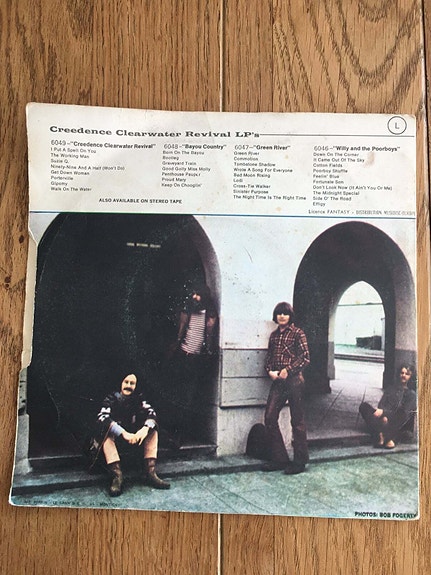 Creedence Clearwater Revival LP's
L
6049-"Creedence Clearwater Revival"
I Put A Spell On You
The Working Man
Suzie Q.
Ninety-Nine And A Half (Won't Do)
Get Down Woman
Porterville
Gloomy
Walk On The Water
6048-"Bayou Country"
Born On The Bayou
Bootleg
Graveyard Train
Good Golly Miss Molly
Penthouse Pauper
Proud Mary
Keep On Chooglin'
6047-"Green River"
Green River
Commotion
Tombstone Shadow
Wrote A Song For Everyone
Bad Moon Rising
Lodi
Cross-Tie Walker
Sinister Purpose
The Night Time Is The Right Time
6046-"Willy and the Poorboys"
Down On The Corner
It Came Out Of The Sky
Cotton Fields
Poorboy Shuffle
Feelin' Blue
Fortunate Son
Don't Look Now (It Ain't You Or Me)
The Midnight Special
Side O' The Road
Effigy
ALSO AVAILABLE ON STEREO TAPE
Licence FANTASY - DISTRIBUTION MUSIDISC-EUROPE
PHOTOS: BOB FOGERTY